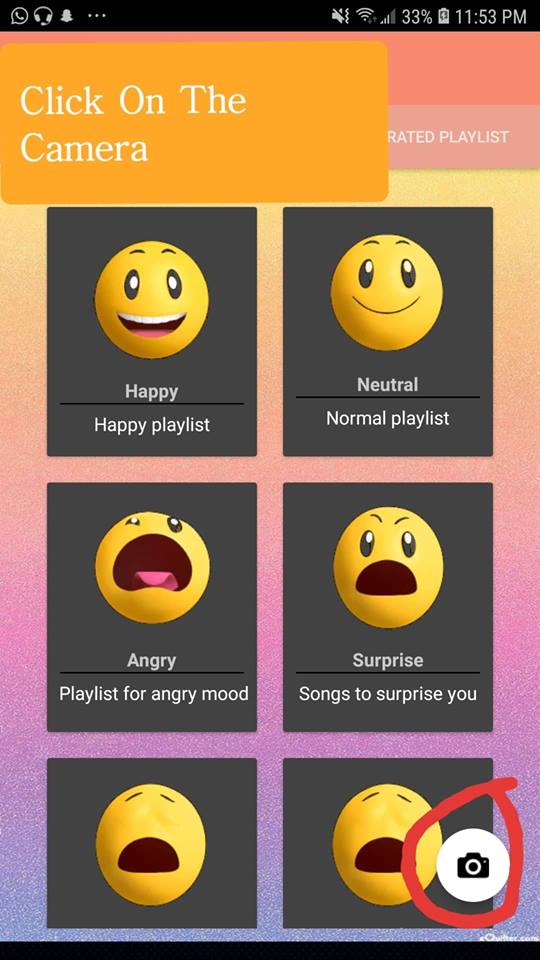 33% 11:53 PM
Click On The
Camera
RATED PLAYLIST
Happy
Happy playlist
Neutral
Normal playlist
Angry
Playlist for angry mood
Surprise
Songs to surprise you